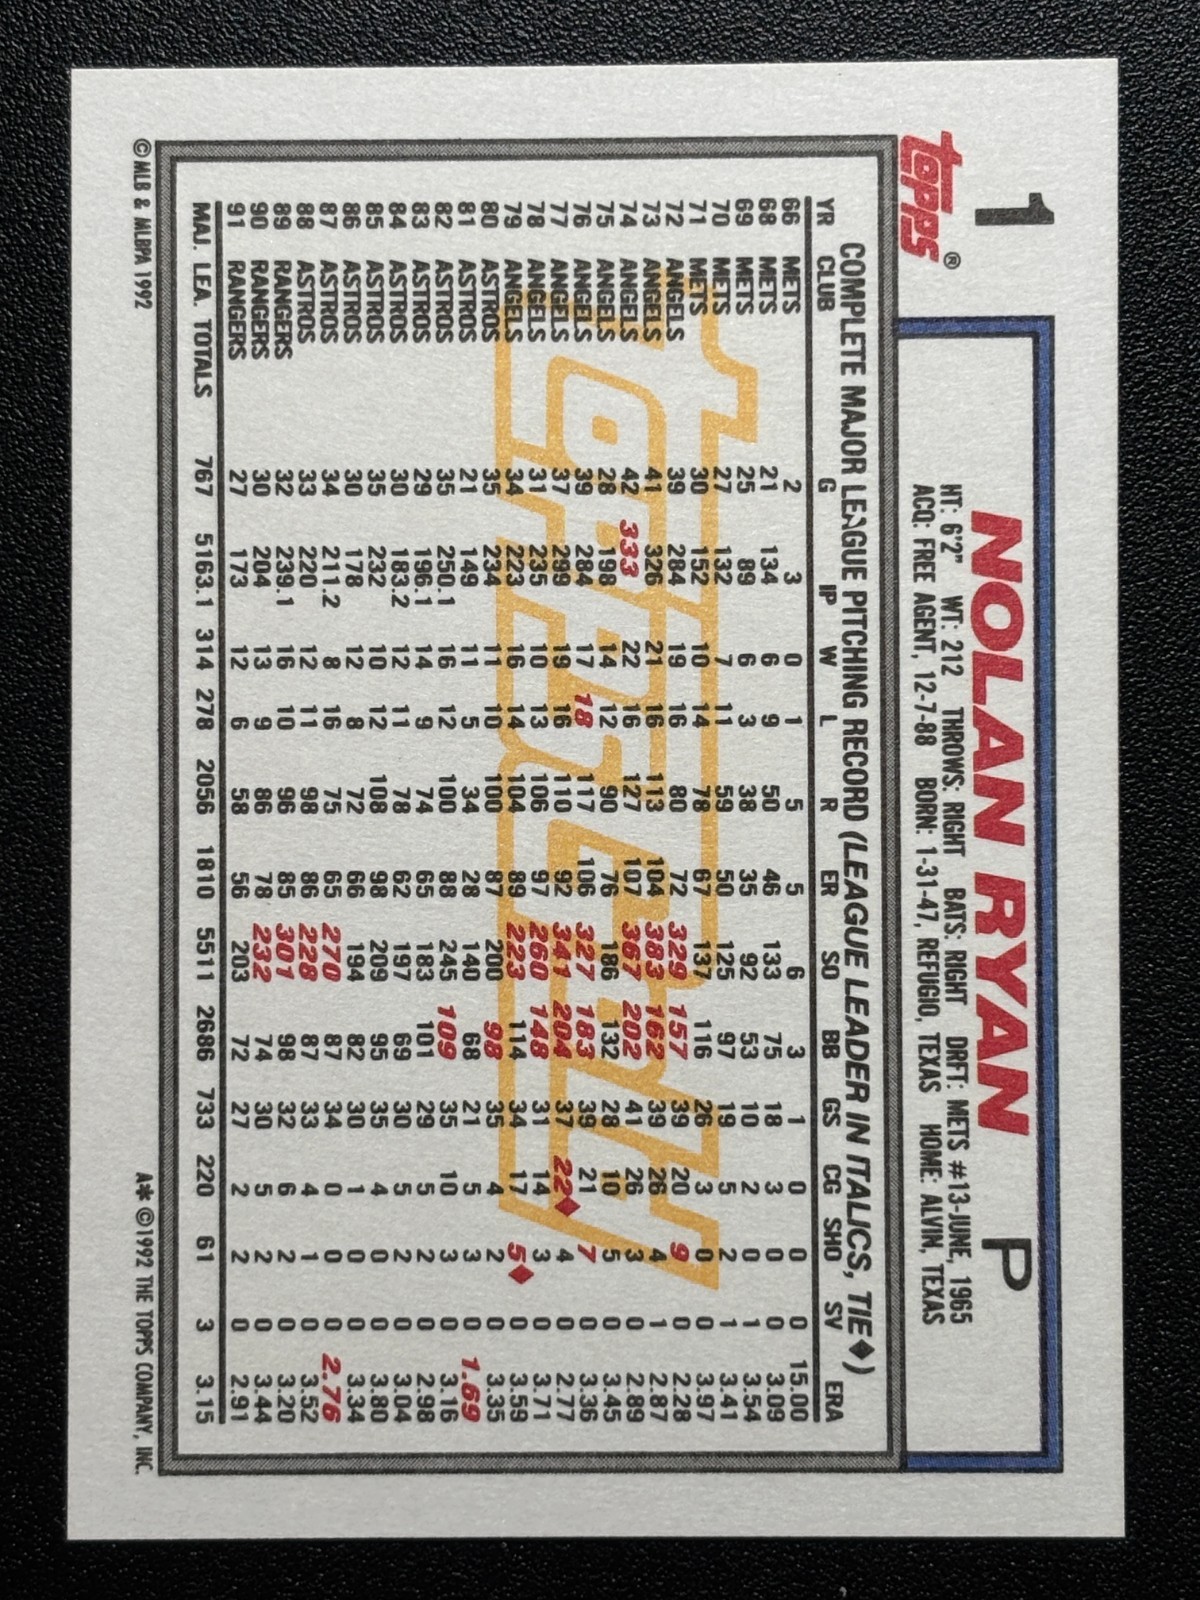 1
NOLAN RYAN P
HT: 6'2" WT: 212 THROWS: RIGHT BATS: RIGHT DRFT: METS #13-JUNE, 1965
ACQ: FREE AGENT, 12-7-88 BORN: 1-31-47, REFUGIO, TEXAS HOME: ALVIN, TEXAS
Topps®
COMPLETE MAJOR LEAGUE PITCHING RECORD (LEAGUE LEADER IN ITALICS, TIE♦)
YR CLUB G IP W L R ER SO BB GS CG SHO SV ERA
66 METS 2 3 0 1 5 5 6 3 1 0 0 0 15.00
68 METS 21 134 6 9 50 46 133 75 18 3 0 0 3.09
69 METS 25 89 6 3 38 35 92 53 10 2 0 1 3.54
70 METS 27 132 7 11 59 50 125 97 19 5 2 1 3.41
71 METS 30 152 10 14 78 67 137 116 26 3 0 0 3.97
72 ANGELS 39 284 19 16 80 72 329 157 39 20 9 0 2.28
73 ANGELS 41 326 21 16 113 104 383 162 39 26 4 1 2.87
74 ANGELS 42 333 22 16 127 107 367 202 41 26 3 0 2.89
75 ANGELS 28 198 14 12 90 76 186 132 28 10 5 0 3.45
76 ANGELS 39 284 17 18 117 106 327 183 39 21 7 0 3.36
77 ANGELS 37 299 19 16 110 92 341 204 37 22♦ 4 0 2.77
78 ANGELS 31 235 10 13 106 97 260 148 31 14 3 0 3.71
79 ANGELS 34 223 16 14 104 89 223 114 34 17 5♦ 0 3.59
80 ASTROS 35 234 11 10 100 87 200 98 35 4 2 0 3.35
81 ASTROS 21 149 11 5 34 28 140 68 21 5 3 0 1.69
82 ASTROS 35 250.1 16 12 100 88 245 109 35 10 3 0 3.16
83 ASTROS 29 196.1 14 9 74 65 183 101 29 5 2 0 2.98
84 ASTROS 30 183.2 12 11 78 62 197 69 30 5 2 0 3.04
85 ASTROS 35 232 10 12 108 98 209 95 35 4 0 0 3.80
86 ASTROS 30 178 12 8 72 66 194 82 30 1 0 0 3.34
87 ASTROS 34 211.2 8 16 75 65 270 87 34 0 0 0 2.76
88 ASTROS 33 220 12 11 98 86 228 87 33 4 1 0 3.52
89 RANGERS 32 239.1 16 10 96 85 301 98 32 6 2 0 3.20
90 RANGERS 30 204 13 9 86 78 232 74 30 5 2 0 3.44
91 RANGERS 27 173 12 6 58 56 203 72 27 2 2 0 2.91
MAJ. LEA. TOTALS 767 5163.1 314 278 2056 1810 5511 2686 733 220 61 3 3.15
© MLB & MLBPA 1992 A* ©1992 THE TOPPS COMPANY, INC.